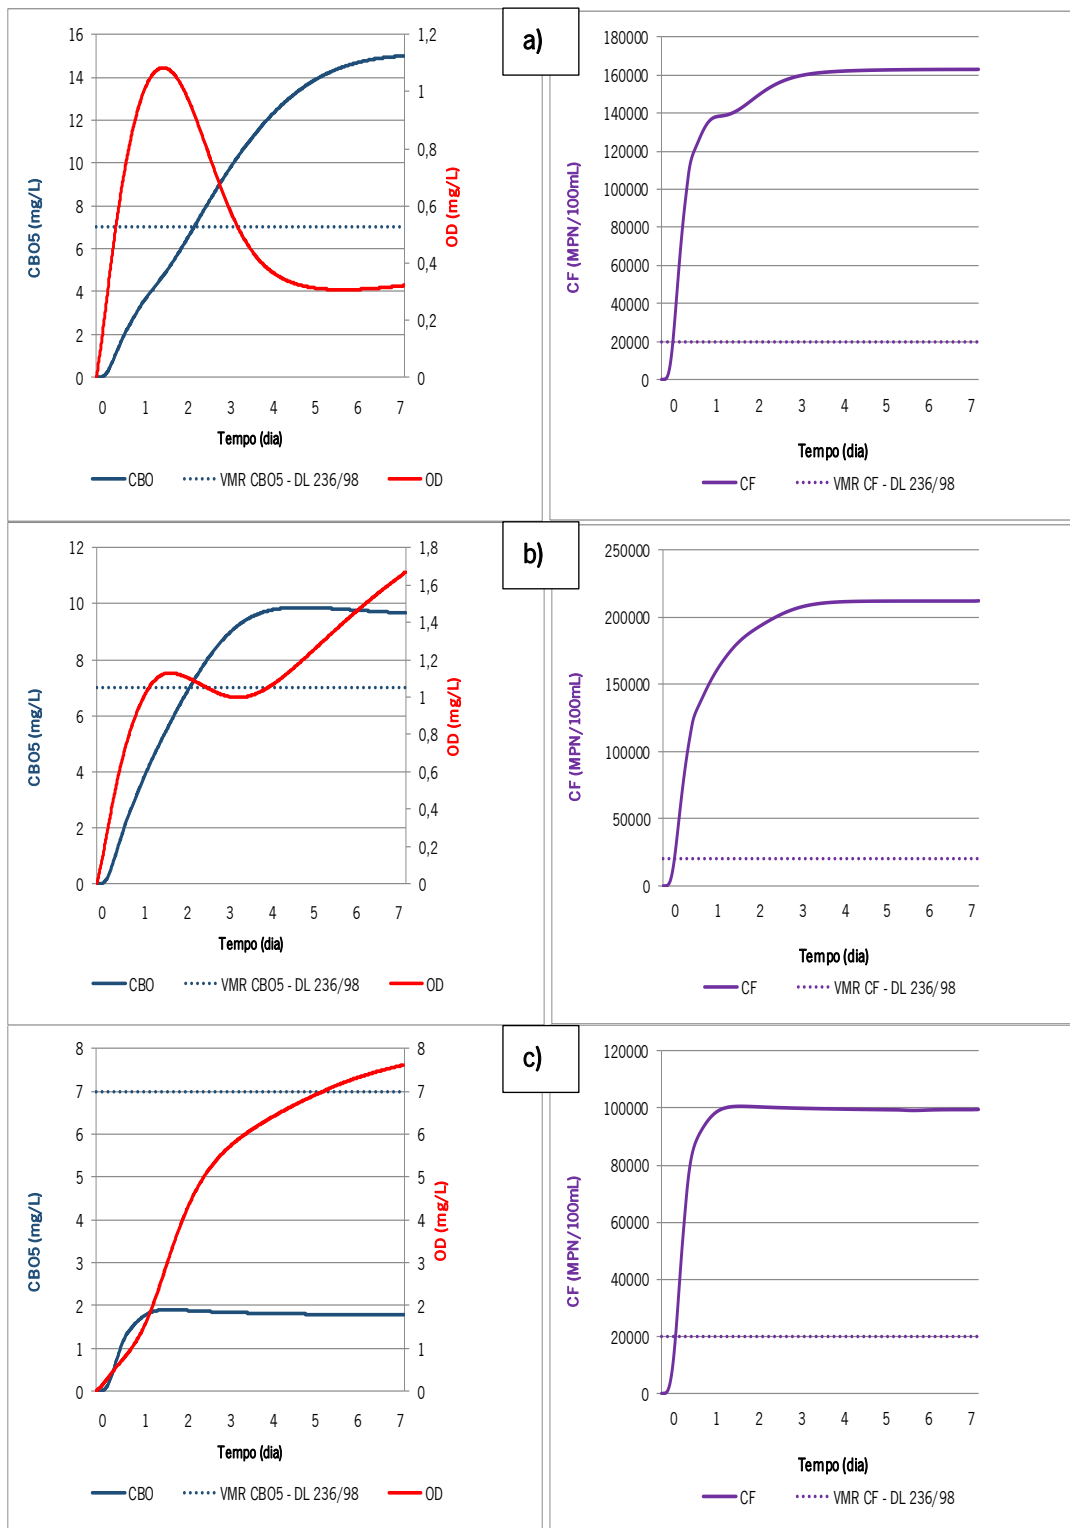 a)
CBO5 (mg/L)
16
14
12
10
8
6
4
2
0
1,2
1
0,8
0,6
0,4
0,2
0
OD (mg/L)
0 1 2 3 4 5 6 7
Tempo (dia)
CBO VMR CBO5 - DL 236/98 OD
CF (MPN/100mL)
180000
160000
140000
120000
100000
80000
60000
40000
20000
0
0 1 2 3 4 5 6 7
Tempo (dia)
CF VMR CF - DL 236/98
b)
CBO5 (mg/L)
12
10
8
6
4
2
0
1,8
1,6
1,4
1,2
1
0,8
0,6
0,4
0,2
0
OD (mg/L)
0 1 2 3 4 5 6 7
Tempo (dia)
CBO VMR CBO5 - DL 236/98 OD
CF (MPN/100mL)
250000
200000
150000
100000
50000
0
0 1 2 3 4 5 6 7
Tempo (dia)
CF VMR CF - DL 236/98
c)
CBO5 (mg/L)
8
7
6
5
4
3
2
1
0
8
7
6
5
4
3
2
1
0
OD (mg/L)
0 1 2 3 4 5 6 7
Tempo (dia)
CBO VMR CBO5 - DL 236/98 OD
CF (MPN/100mL)
120000
100000
80000
60000
40000
20000
0
0 1 2 3 4 5 6 7
Tempo (dia)
CF VMR CF - DL 236/98